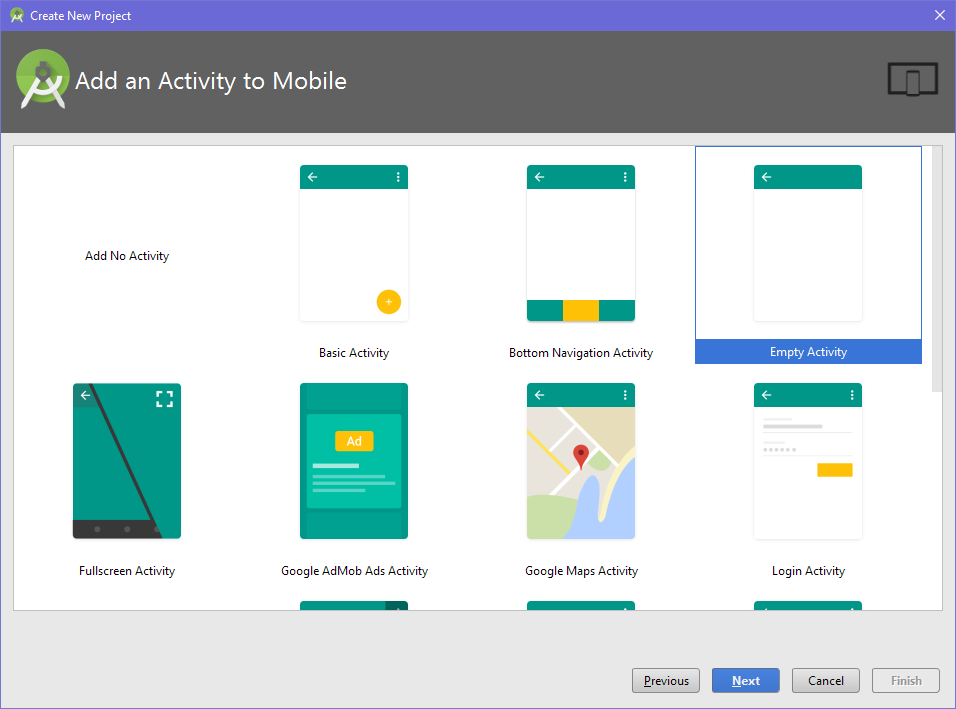 Create New Project
Add an Activity to Mobile
Add No Activity
Basic Activity
Bottom Navigation Activity
Empty Activity
Ad
Fullscreen Activity
Google AdMob Ads Activity
Google Maps Activity
Login Activity
Previous
Next
Cancel
Finish